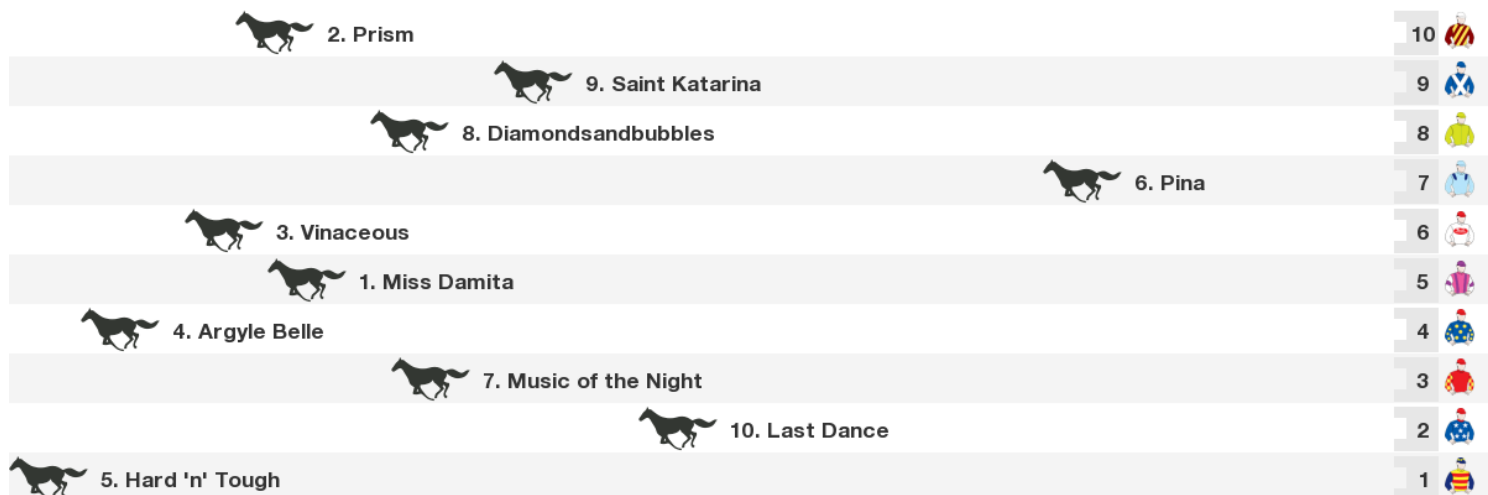 2. Prism 10
9. Saint Katarina 9
8. Diamondsandbubbles 8
6. Pina 7
3. Vinaceous 6
1. Miss Damita 5
4. Argyle Belle 4
7. Music of the Night 3
10. Last Dance 2
5. Hard 'n' Tough 1